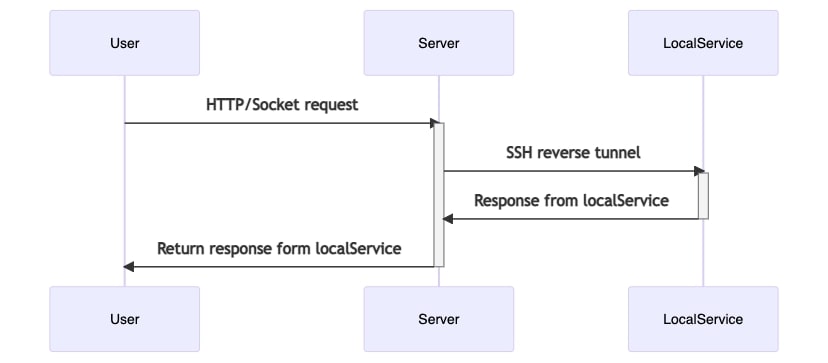 User
Server
LocalService
HTTP/Socket request
SSH reverse tunnel
Response from localService
Return response form localService
User
Server
LocalService